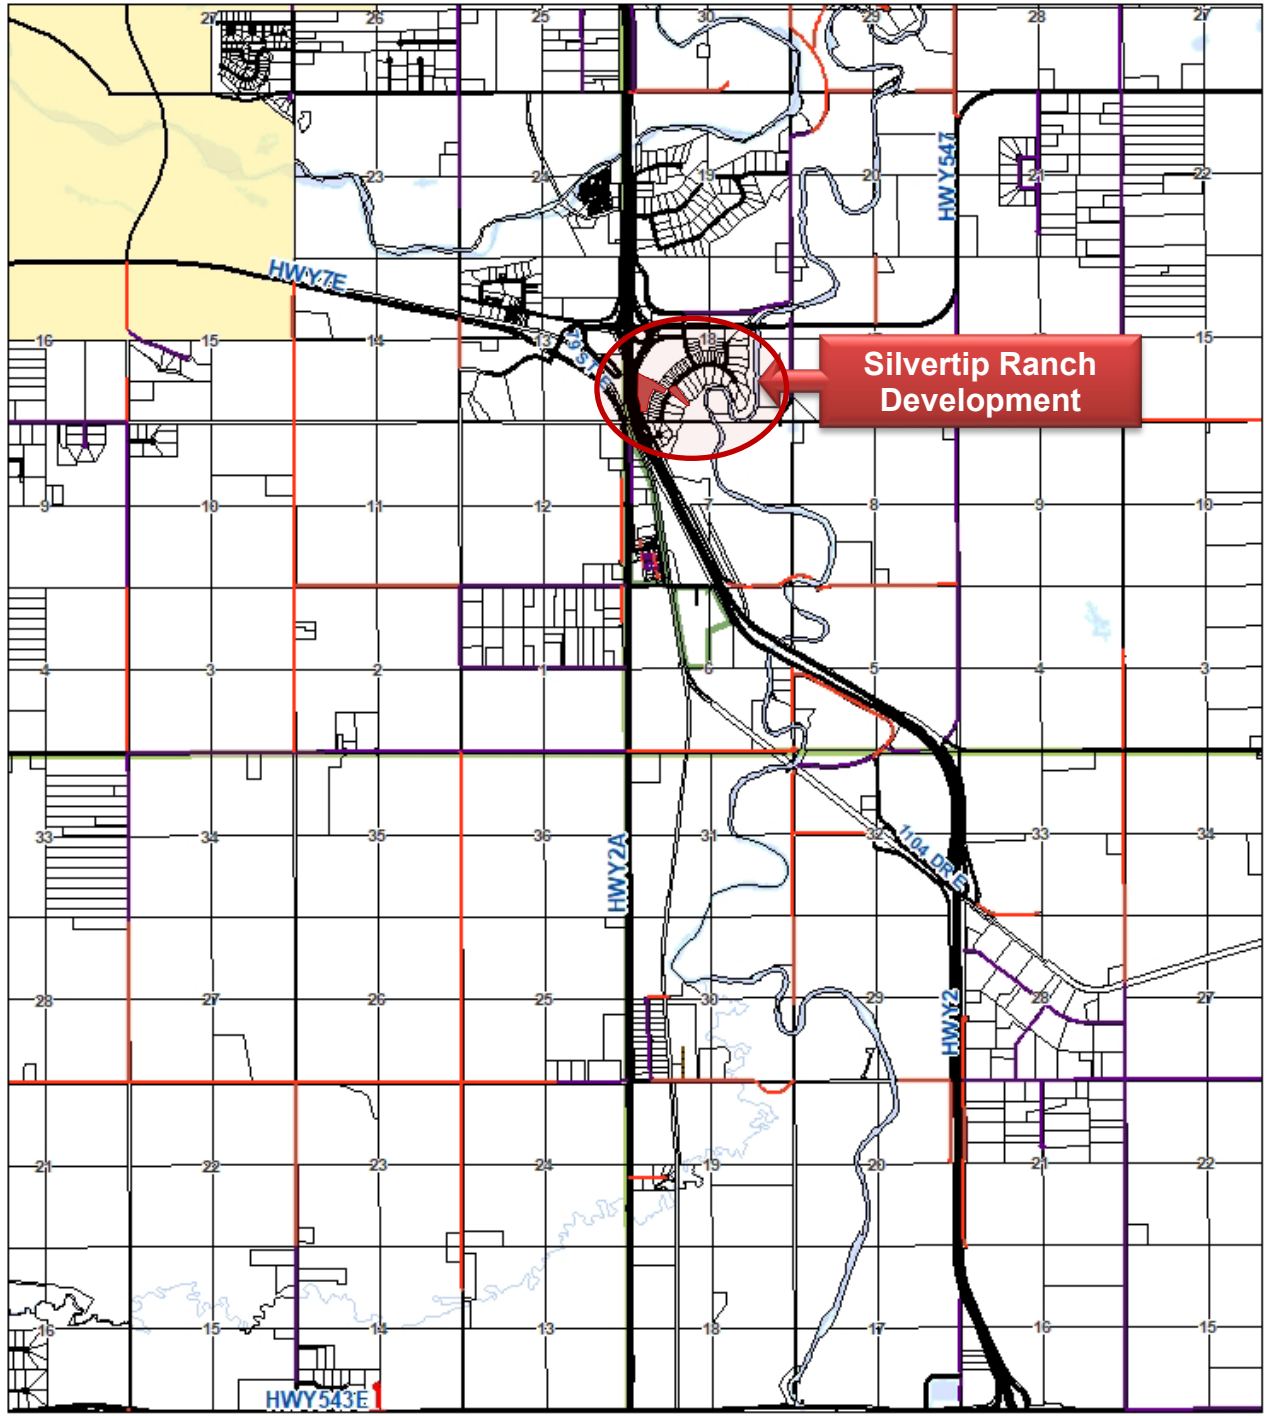 27 26 25 30 29 28 27
HWY547
23 24 19 20 21 22
HWY7E
16 15 14 13 18 15
79 ST E
Silvertip Ranch
Development
9 10 11 12 7 8 9 10
4 3 2 1 6 5 4 3
33 34 35 36 31 32 33 34
1104 DR E
HWY2A
28 27 26 25 30 29 28 27
HWY2
21 22 23 24 19 20 21 22
16 15 14 13 18 17 16 15
HWY543E